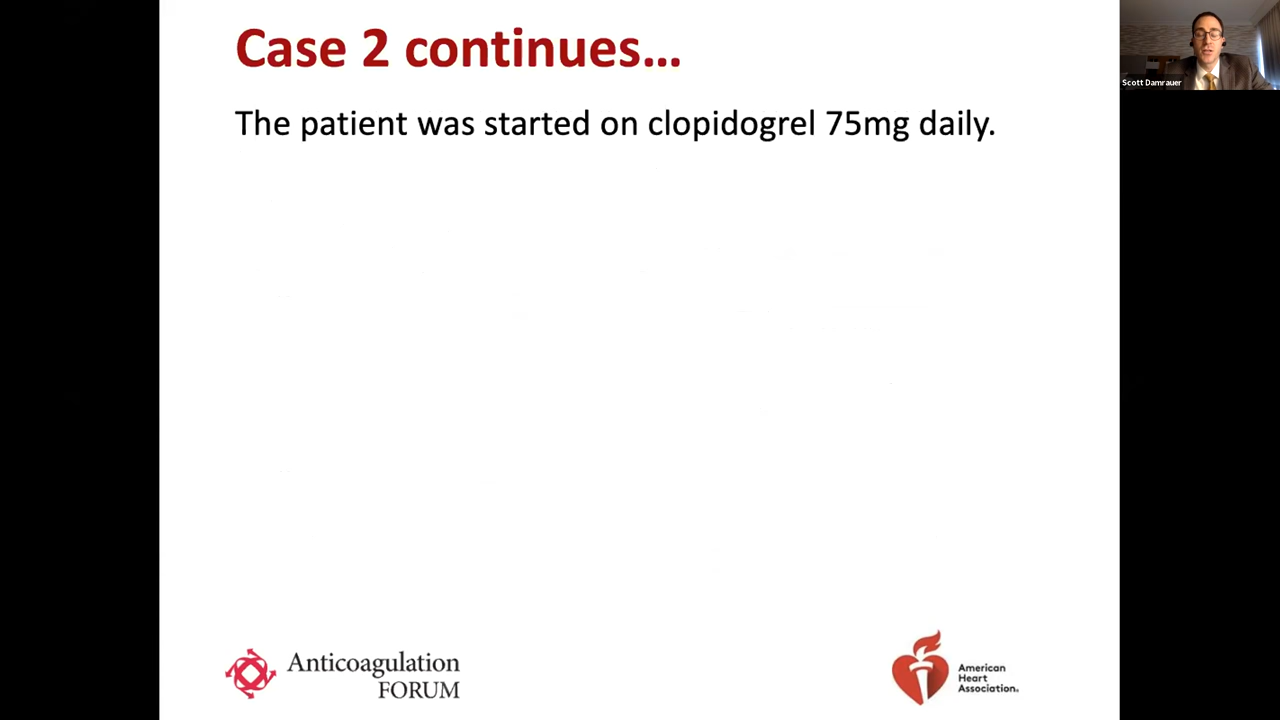 Case 2 continues...
The patient was started on clopidogrel 75mg daily.
Scott Damrauer
Anticoagulation
FORUM
American
Heart
Association®